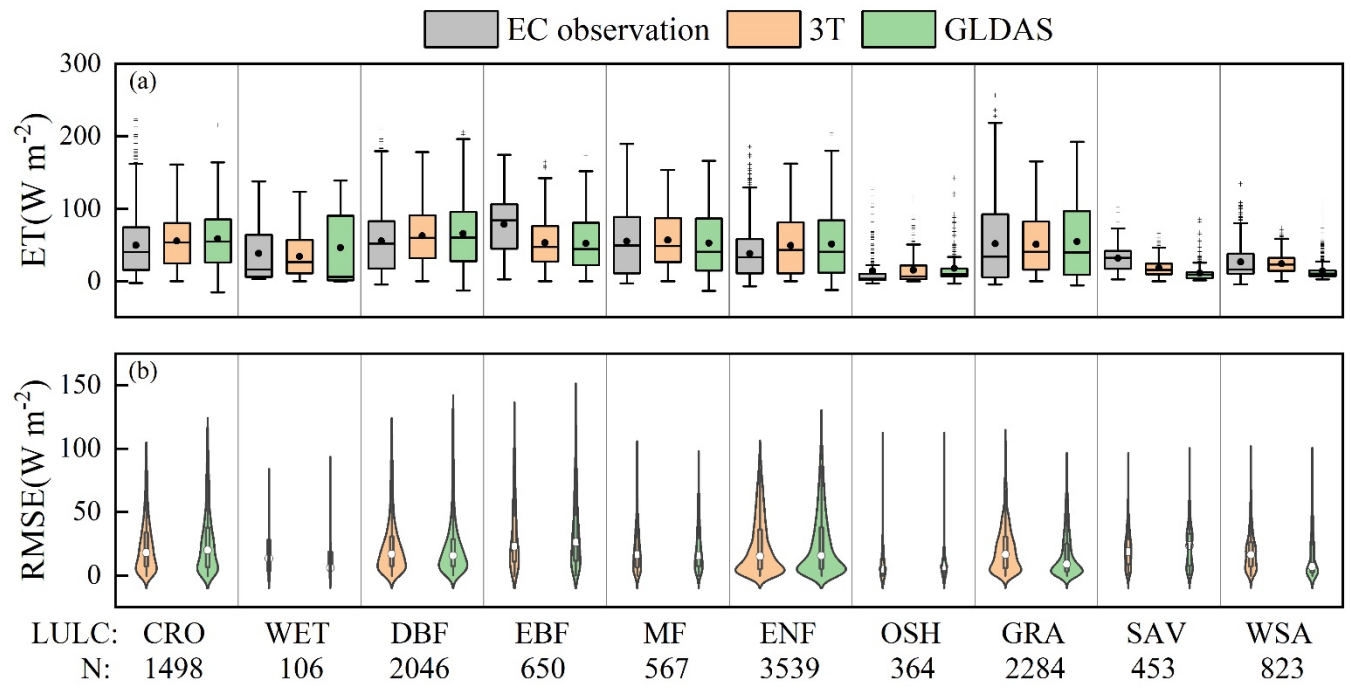 EC observation 3T GLDAS
(a)
300
200
100
0
ET(W m-2)
(b)
150
100
50
0
RMSE(W m-2)
LULC: CRO WET DBF EBF MF ENF OSH GRA SAV WSA
N: 1498 106 2046 650 567 3539 364 2284 453 823